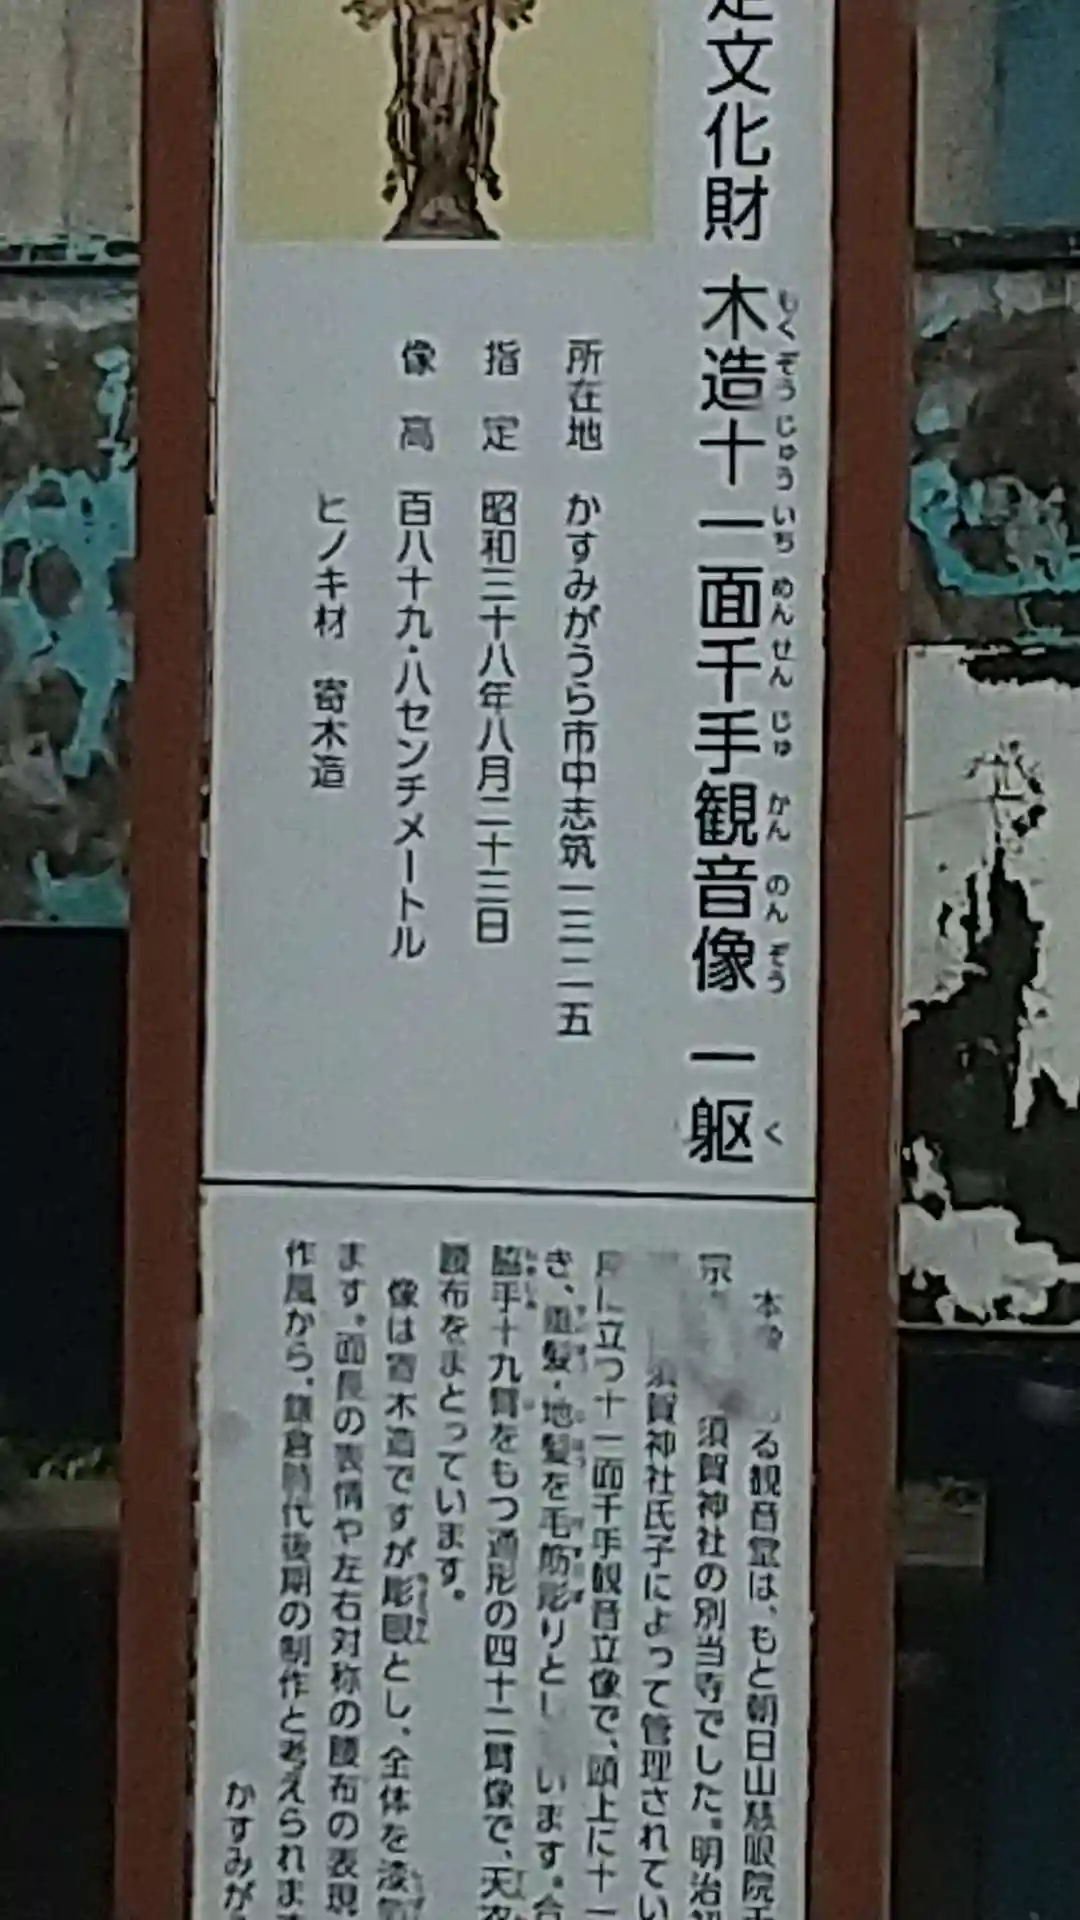 定文化財 木造十一面千手観音像 一躯
もくぞうじゅういちめんせんじゅかんのんぞう く
所在地 かすみがうら市中志筑一三二五
指定 昭和三十八年八月二十三日
像高 百八十九・八センチメートル
ヒノキ材 寄木造
本 る観音堂は、もと朝日山慈眼院
宗 須賀神社の別当寺でした。明治初
須賀神社氏子によって管理されてい
に立つ十一面千手観音立像で、頭上に十一
き、 髪・地髪を毛筋彫りとし います。合
脇手十九臂をもつ通形の四十二臂像で、天衣
腰布をまとっています。
像は寄木造ですが彫眼とし、全体を漆
ます。面長の表情や左右対称の腰布の表現
作風から、鎌倉時代後期の制作と考えられま
かすみが